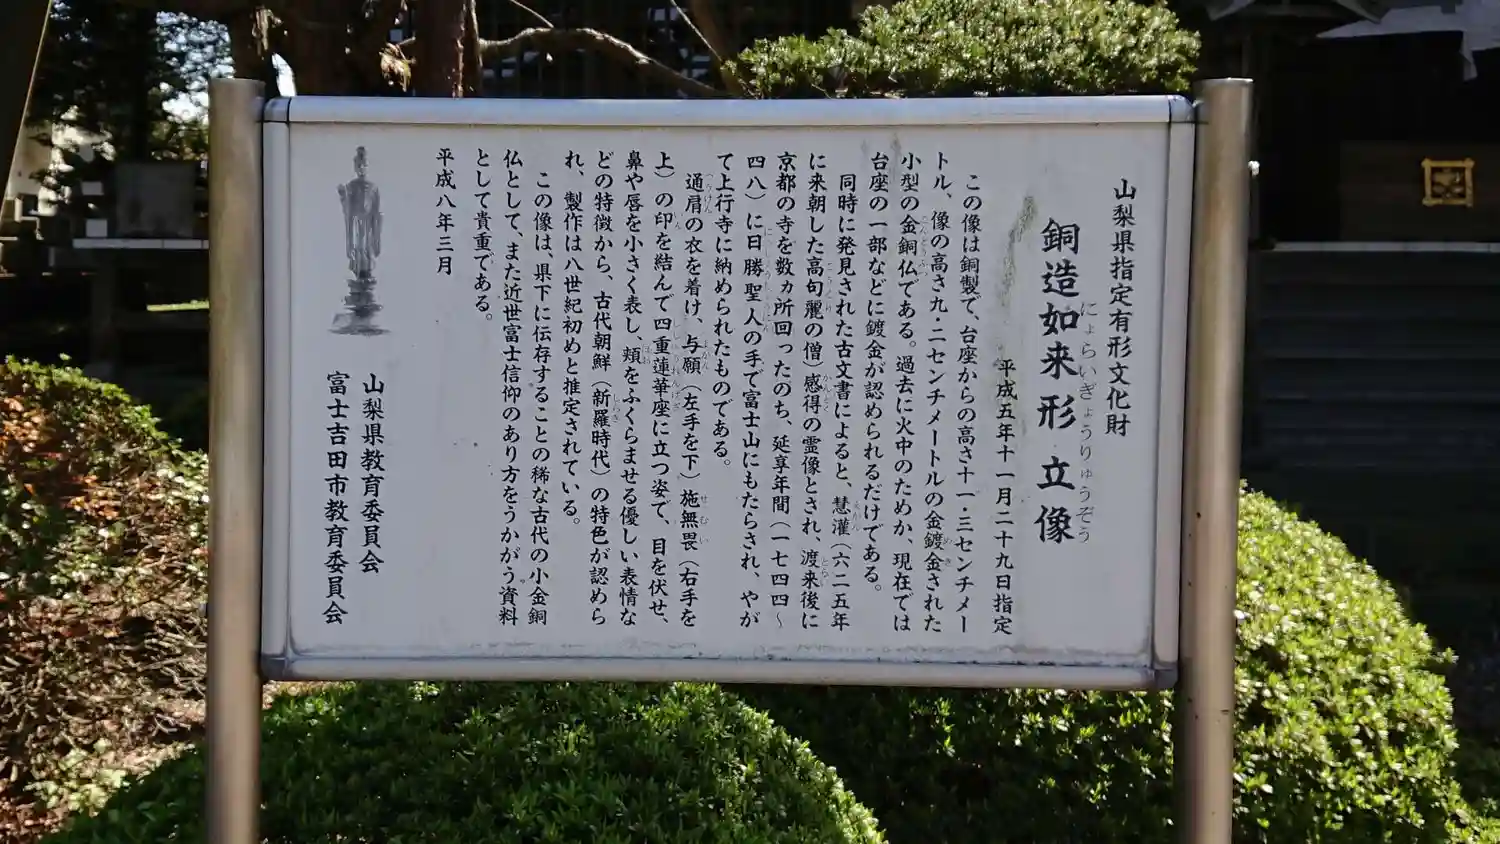 山梨県指定有形文化財
銅造如来形立像
にょらいぎょうりゅうぞう
平成五年十一月二十九日指定
この像は銅製で、台座からの高さ十一・三センチメー
トル、像の高さ九・二センチメートルの金鍍金された
小型の金銅仏である。過去に火中のためか、現在では
台座の一部などに鍍金が認められるだけである。
同時に発見された古文書によると、慧灌（六二五年
に来朝した高句麗の僧）感得の霊像とされ、渡来後に
京都の寺を数ヵ所回ったのち、延享年間（一七四四～
四八）に日勝聖人の手で富士山にもたらされ、やが
て上行寺に納められたものである。
通肩の衣を着け、与願（左手を下）施無畏（右手を
上）の印を結んで四重蓮華座に立つ姿で、目を伏せ、
鼻や唇を小さく表し、頬をふくらませる優しい表情な
どの特徴から、古代朝鮮（新羅時代）の特色が認めら
れ、製作は八世紀初めと推定されている。
この像は、県下に伝存することの稀な古代の小金銅
仏として、また近世富士信仰のあり方をうかがう資料
として貴重である。
平成八年三月
山梨県教育委員会
富士吉田市教育委員会